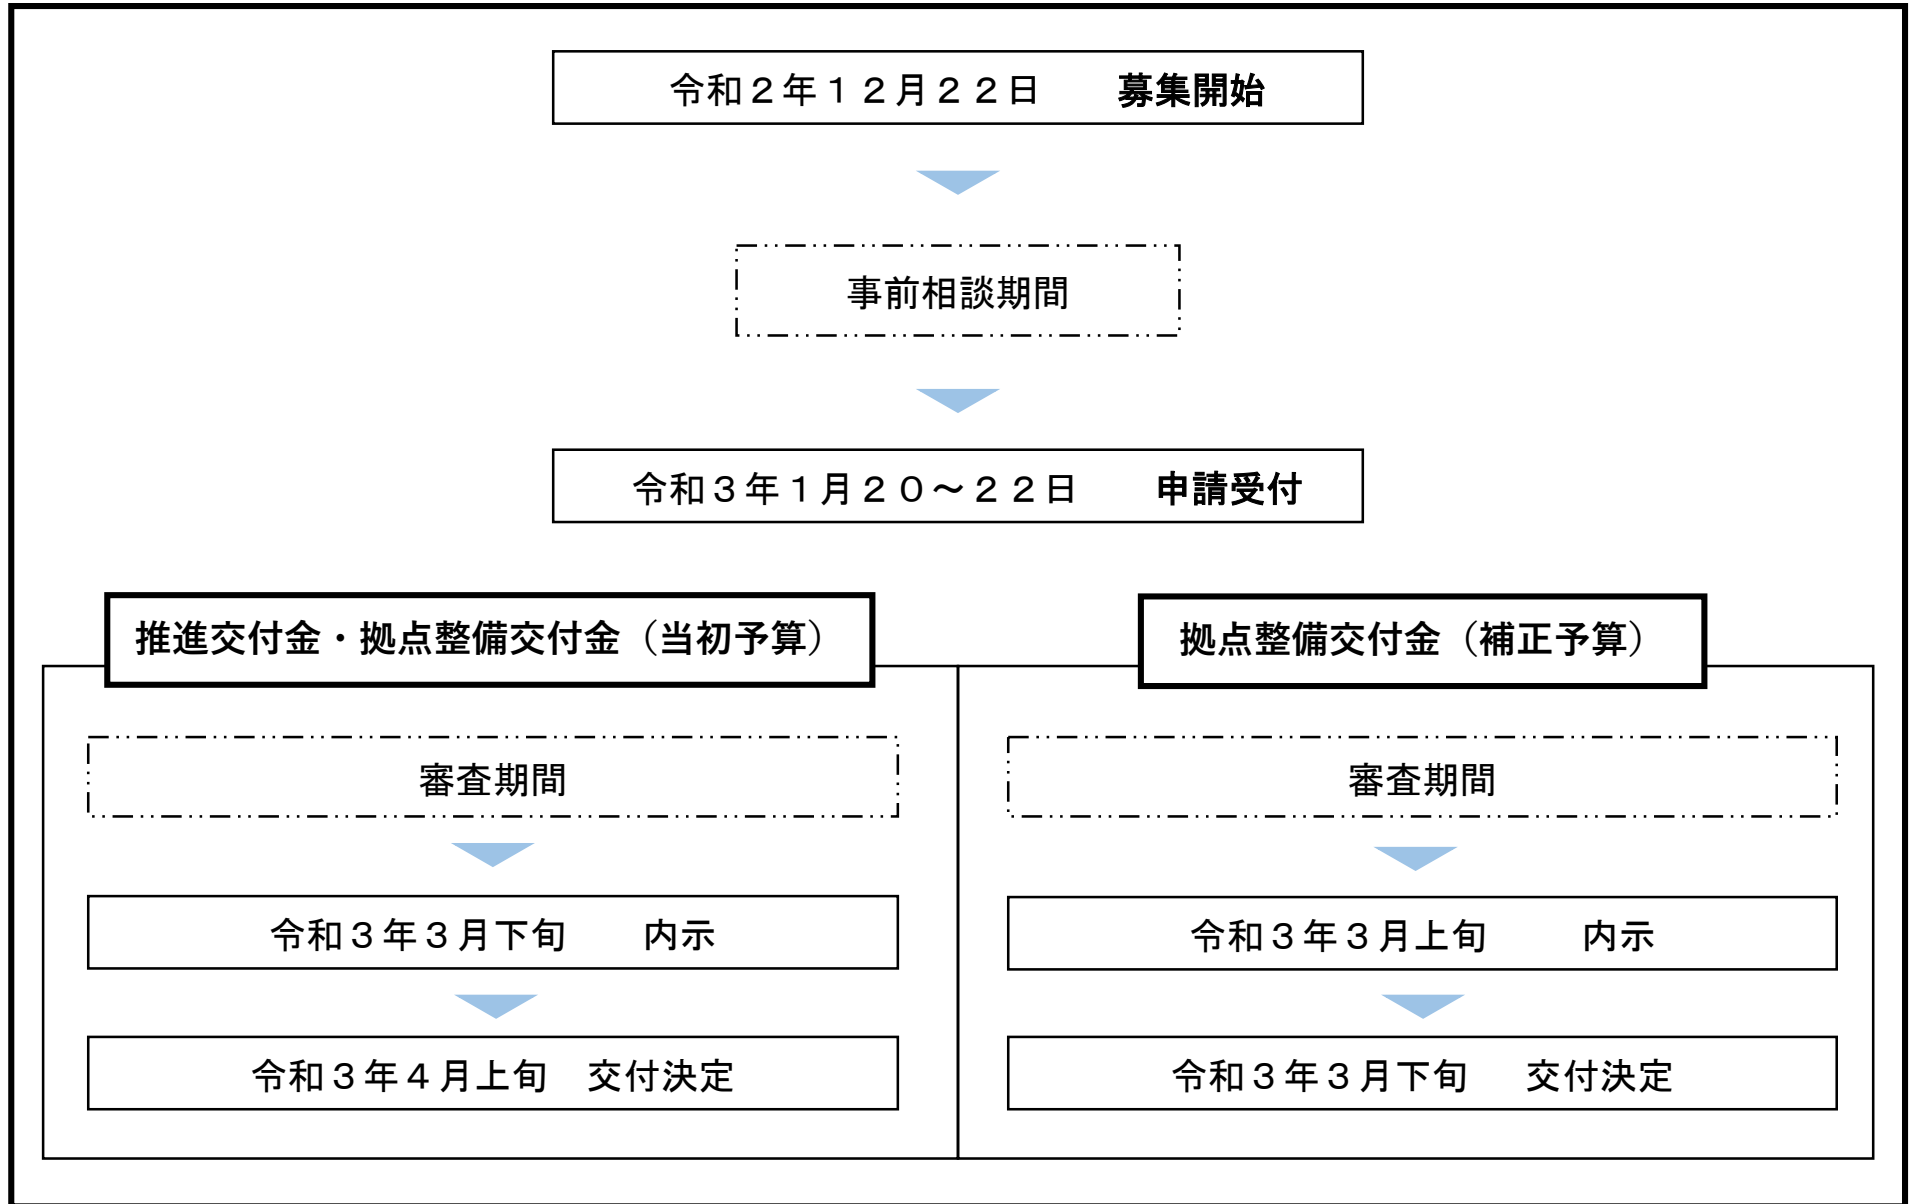 令和２年１２月２２日　　募集開始
事前相談期間
令和３年１月２０～２２日　　申請受付
推進交付金・拠点整備交付金（当初予算）
審査期間
令和３年３月下旬　　内示
令和３年４月上旬　交付決定
拠点整備交付金（補正予算）
審査期間
令和３年３月上旬　　内示
令和３年３月下旬　交付決定